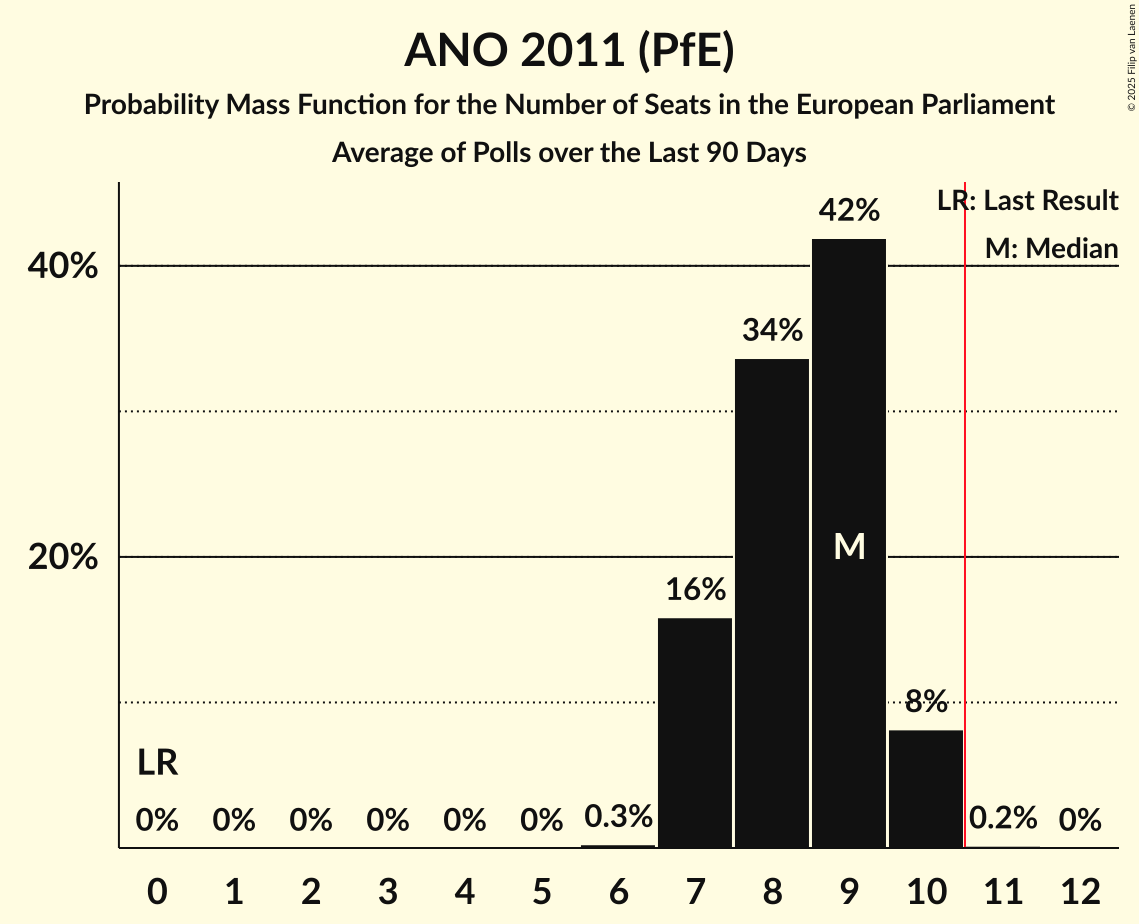 ANO 2011 (PfE)
Probability Mass Function for the Number of Seats in the European Parliament
Average of Polls over the Last 90 Days
© 2025 Filip van Laenen
LR: Last Result
M: Median
42%
40%
34%
M
20%
16%
8%
LR
0% 0% 0% 0% 0% 0% 0.3% 0.2% 0%
0 1 2 3 4 5 6 7 8 9 10 11 12